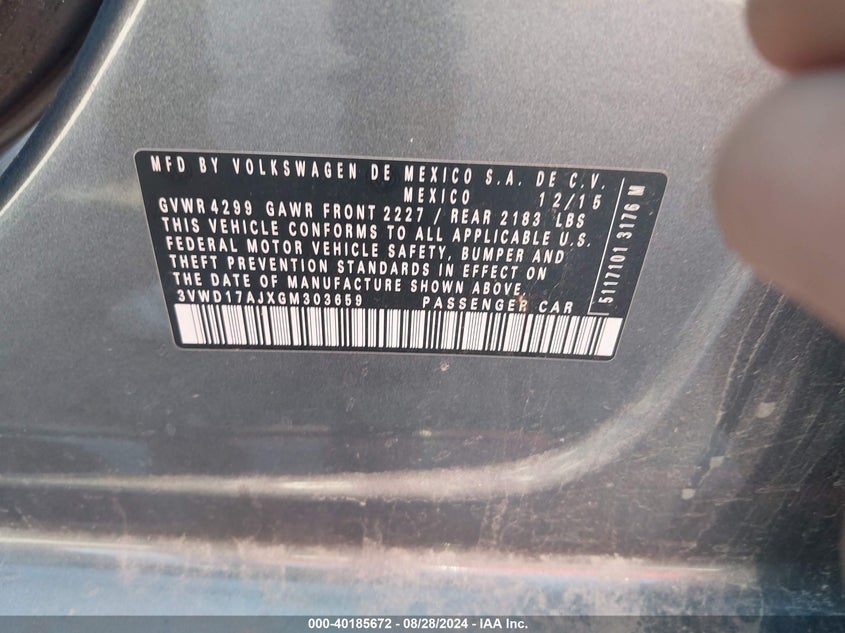 MFD BY VOLKSWAGEN DE MEXICO S.A. DE C.V.
MEXICO 12/15
GVWR 4299 GAWR FRONT 2227 / REAR 2183 LBS
THIS VEHICLE CONFORMS TO ALL APPLICABLE U.S.
FEDERAL MOTOR VEHICLE SAFETY, BUMPER AND
THEFT PREVENTION STANDARDS IN EFFECT ON
THE DATE OF MANUFACTURE SHOWN ABOVE.
3VWD17AJXGM303659 PASSENGER CAR
5117101 3176 M
000-40185672 - 08/28/2024 - IAA Inc.